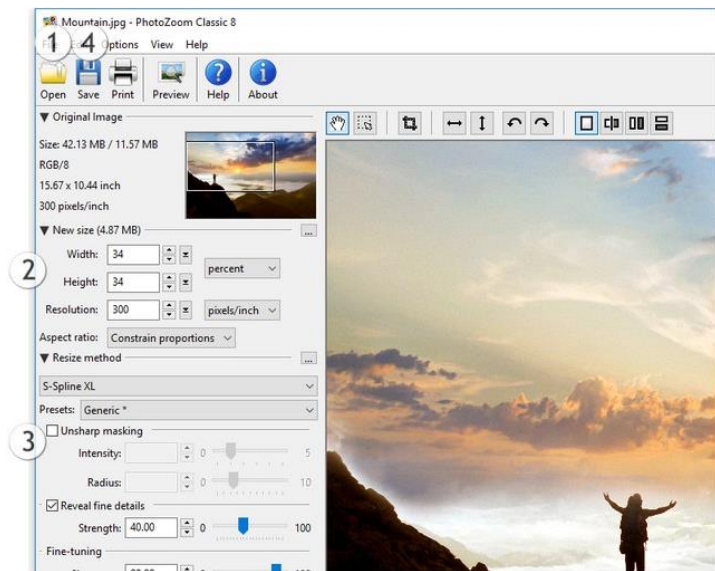 Mountain.jpg - PhotoZoom Classic 8
1
4
Options View Help
Open Save Print Preview Help About
Original Image
Size: 42.13 MB / 11.57 MB
RGB/8
15.67 x 10.44 inch
300 pixels/inch
New size (4.87 MB) ...
Width: 34
percent
2
Height: 34
Resolution: 300 pixels/inch
Aspect ratio: Constrain proportions
Resize method ...
S-Spline XL
Presets: Generic *
3
Unsharp masking
Intensity: 0 5
Radius: 0 10
Reveal fine details
Strength: 40.00 0 100
Fine-tuning